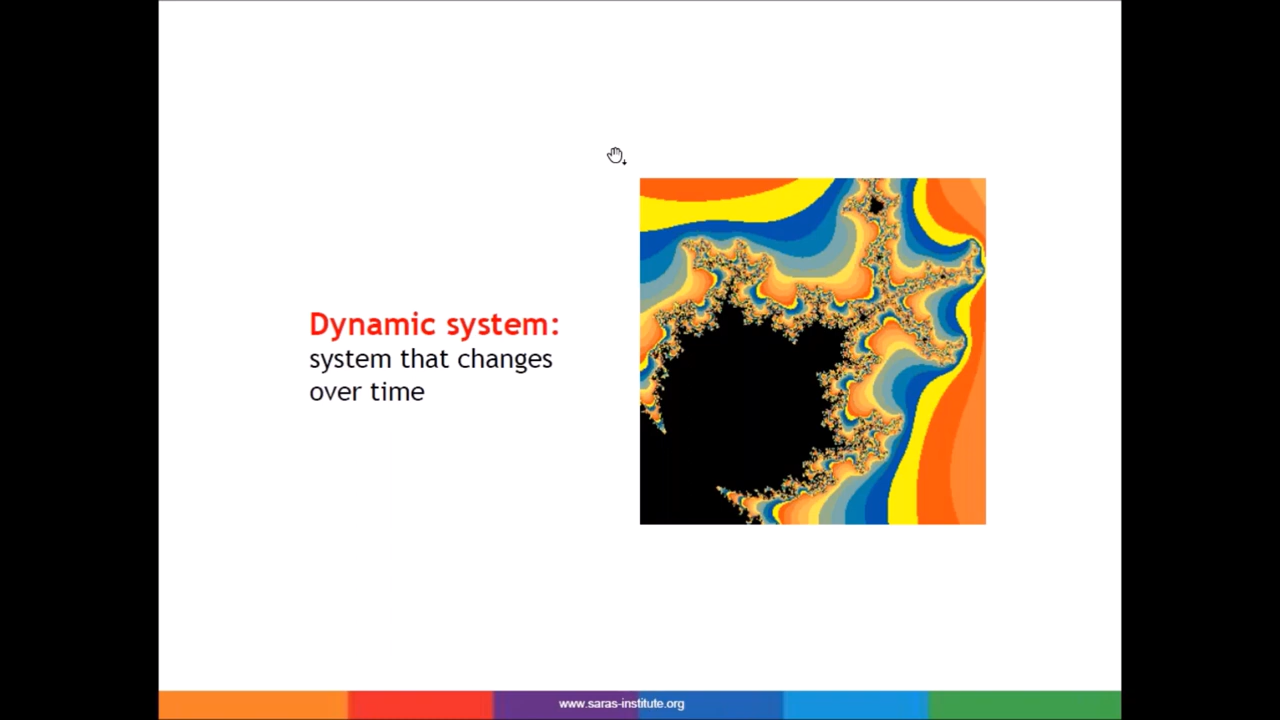 Dynamic system:
system that changes
over time
www.saras-institute.org